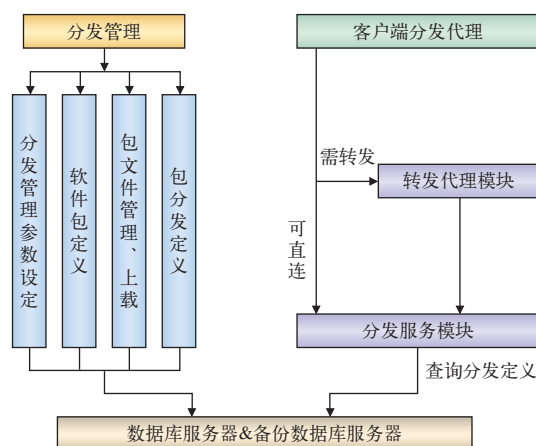 分发管理
客户端分发代理
分发管理参数设定
软件包定义
包文件管理、上载
包分发定义
需转发
转发代理模块
可直连
分发服务模块
查询分发定义
数据库服务器&备份数据库服务器